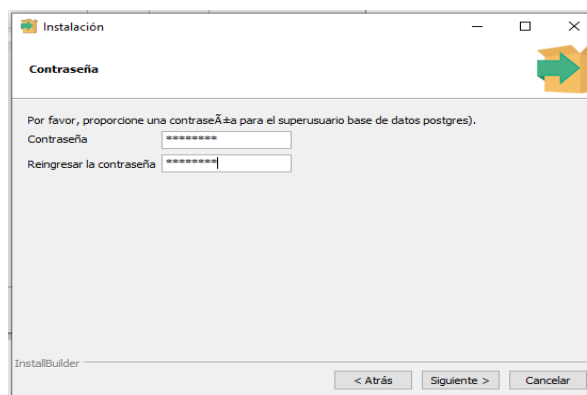 Instalación
Contraseña
Por favor, proporcione una contraseÃ±a para el superusuario base de datos postgres).
Contraseña ********
Reingresar la contraseña ********
InstallBuilder
< Atrás Siguiente > Cancelar